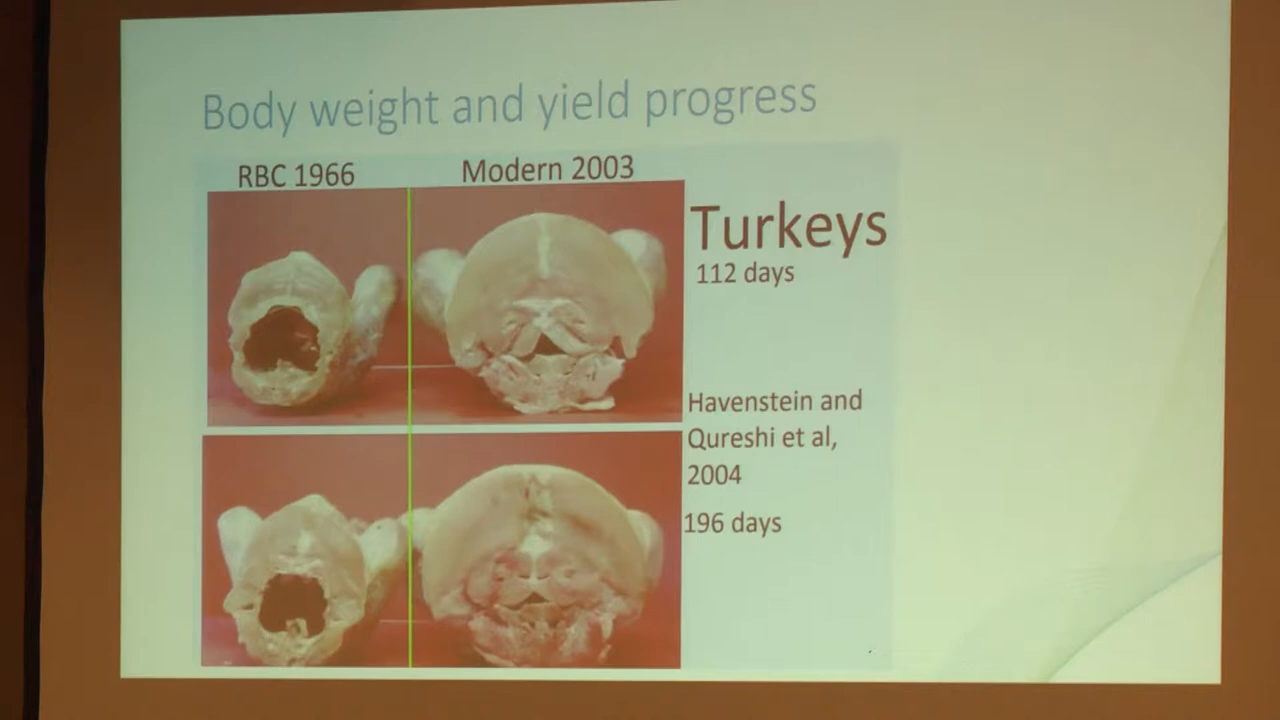 Body weight and yield progress
RBC 1966
Modern 2003
Turkeys
112 days
Havenstein and
Qureshi et al,
2004
196 days